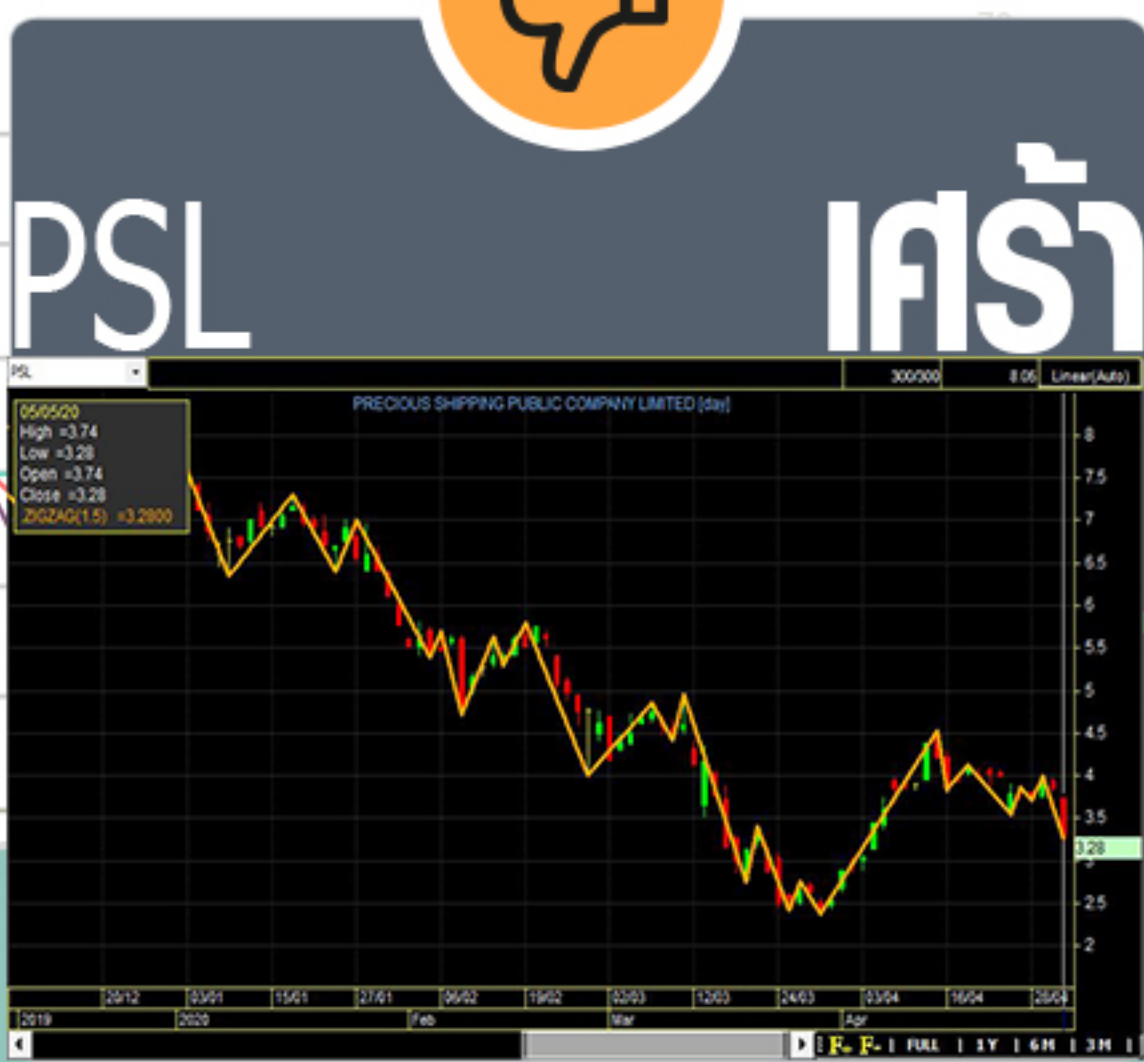 PSL
เศร้า
PSL
300/300
8.05
Linear(Auto)
PRECIOUS SHIPPING PUBLIC COMPANY LIMITED [day]
05/05/20
High =3.74
Low =3.28
Open =3.74
Close =3.28
.ZIGZAG(1.5) =3.2800
8
7.5
7
6.5
6
5.5
5
4.5
4
3.5
3.28
3
2.5
2
20/12 03/01 15/01 27/01 06/02 19/02 02/03 12/03 24/03 03/04 16/04 28/04
2019 2020 Feb Mar Apr
F+ F- | FULL | 1Y | 6M | 3M |